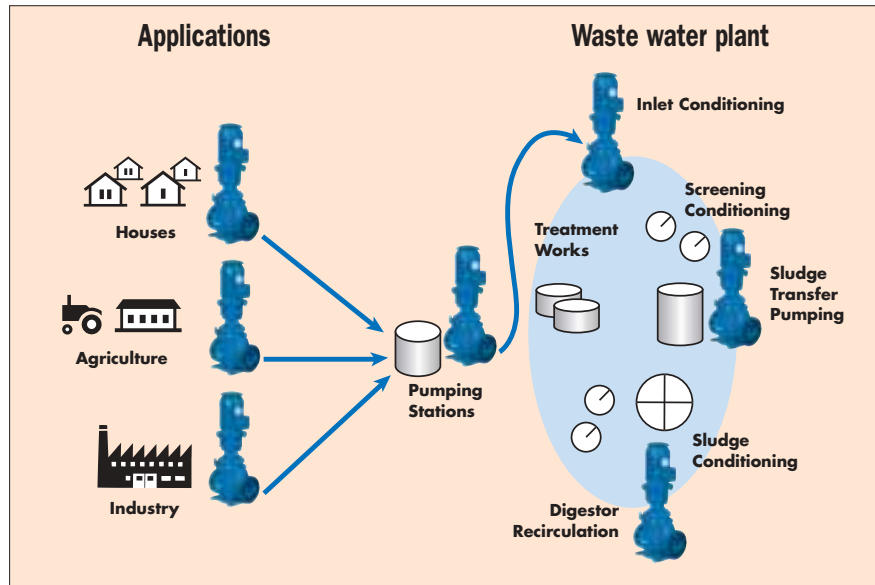 Applications
Waste water plant
Inlet Conditioning
Houses
Screening
Conditioning
Treatment
Works
Sludge
Transfer
Pumping
Agriculture
Pumping
Stations
Sludge
Conditioning
Industry
Digestor
Recirculation